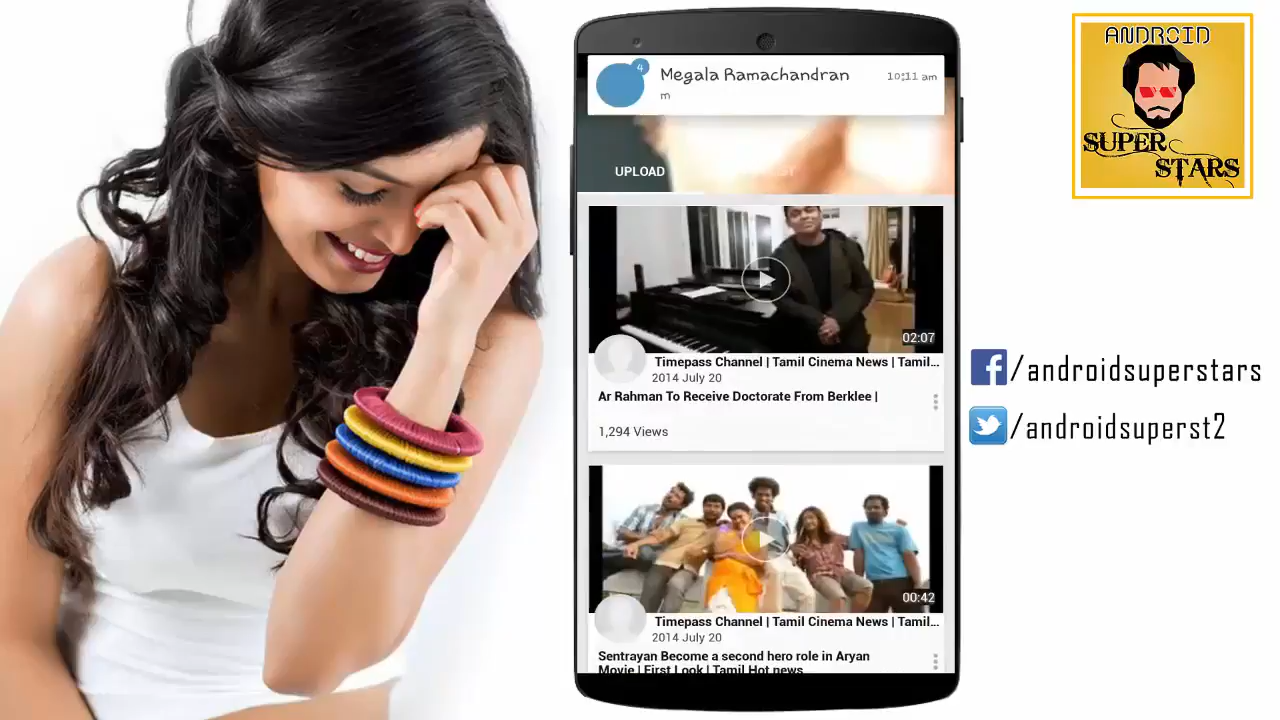 Megala Ramachandran
4
10:11 am
m
UPLOAD
02:07
Timepass Channel | Tamil Cinema News | Tamil...
2014 July 20
Ar Rahman To Receive Doctorate From Berklee |
1,294 Views
00:42
Timepass Channel | Tamil Cinema News | Tamil...
2014 July 20
Sentrayan Become a second hero role in Aryan
Movie | First Look | Tamil Hot news
ANDROID
SUPER
STARS
/androidsuperstars
/androidsuperst2